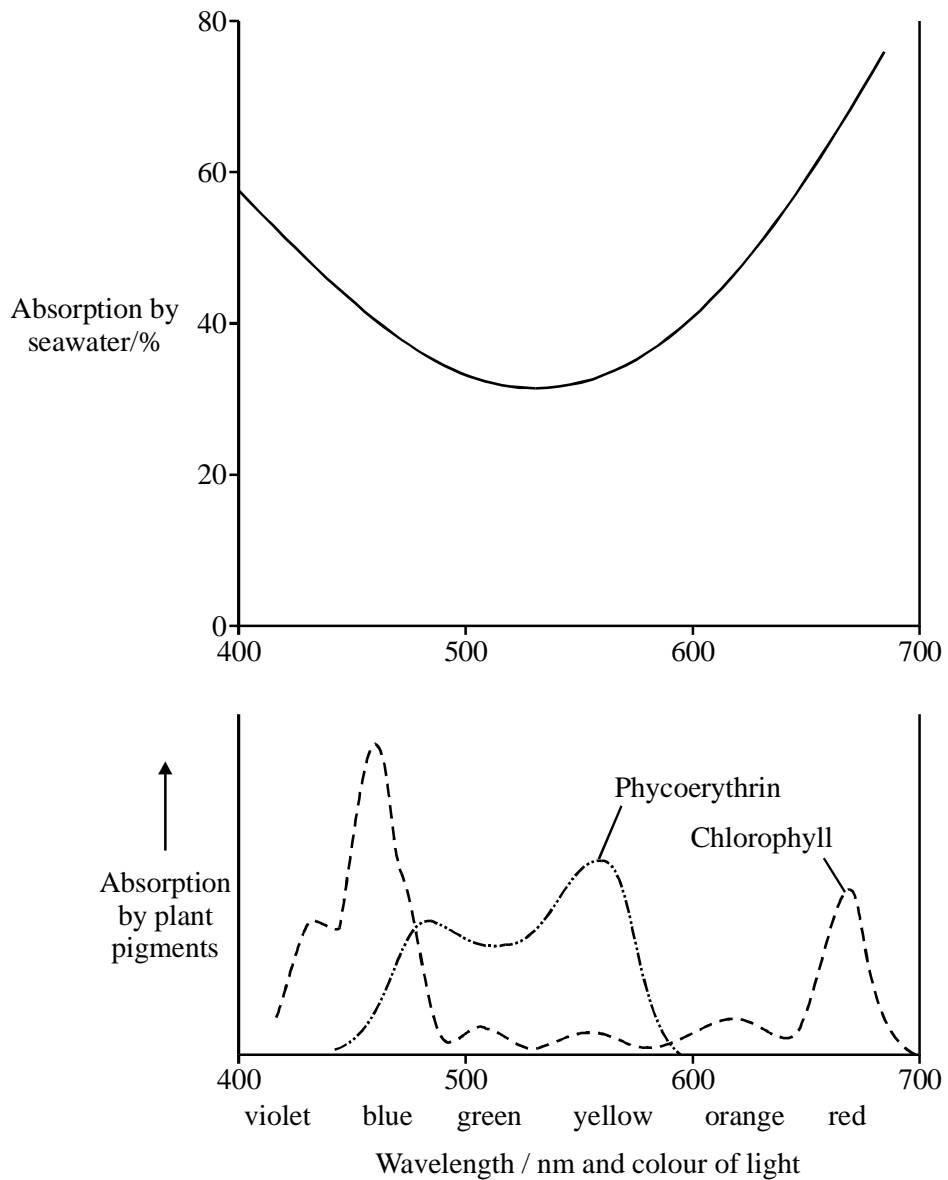 80
60
Absorption by
seawater/%
40
20
0
400 500 600 700
Phycoerythrin
Chlorophyll
Absorption
by plant
pigments
400 500 600 700
violet blue green yellow orange red
Wavelength / nm and colour of light